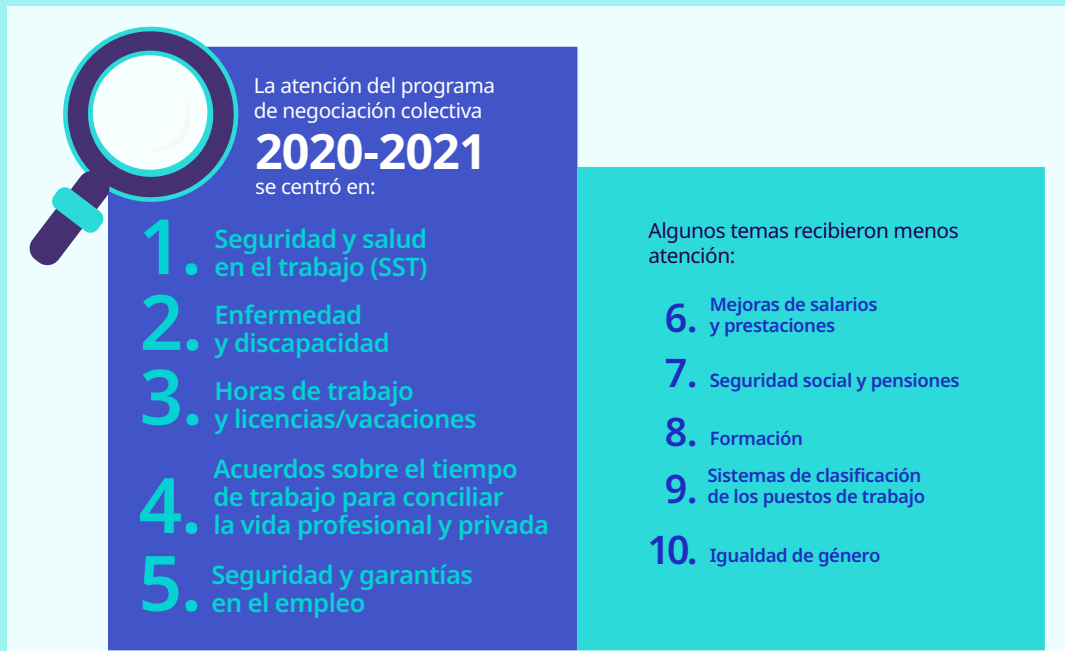 La atención del programa
de negociación colectiva
2020-2021
se centró en:
1. Seguridad y salud
en el trabajo (SST)
2. Enfermedad
y discapacidad
3. Horas de trabajo
y licencias/vacaciones
4. Acuerdos sobre el tiempo
de trabajo para conciliar
la vida profesional y privada
5. Seguridad y garantías
en el empleo
Algunos temas recibieron menos
atención:
6. Mejoras de salarios
y prestaciones
7. Seguridad social y pensiones
8. Formación
9. Sistemas de clasificación
de los puestos de trabajo
10. Igualdad de género